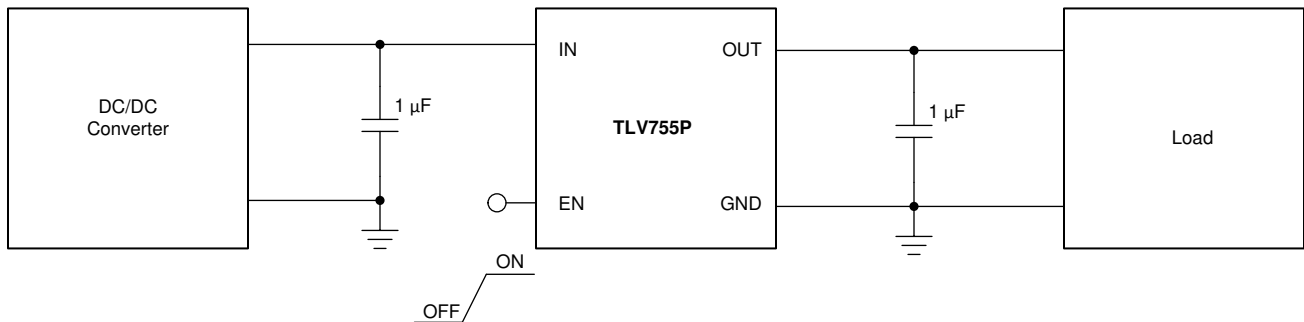 DC/DC
Converter
1 µF
IN
OUT
TLV755P
EN
GND
1 µF
Load
ON
OFF